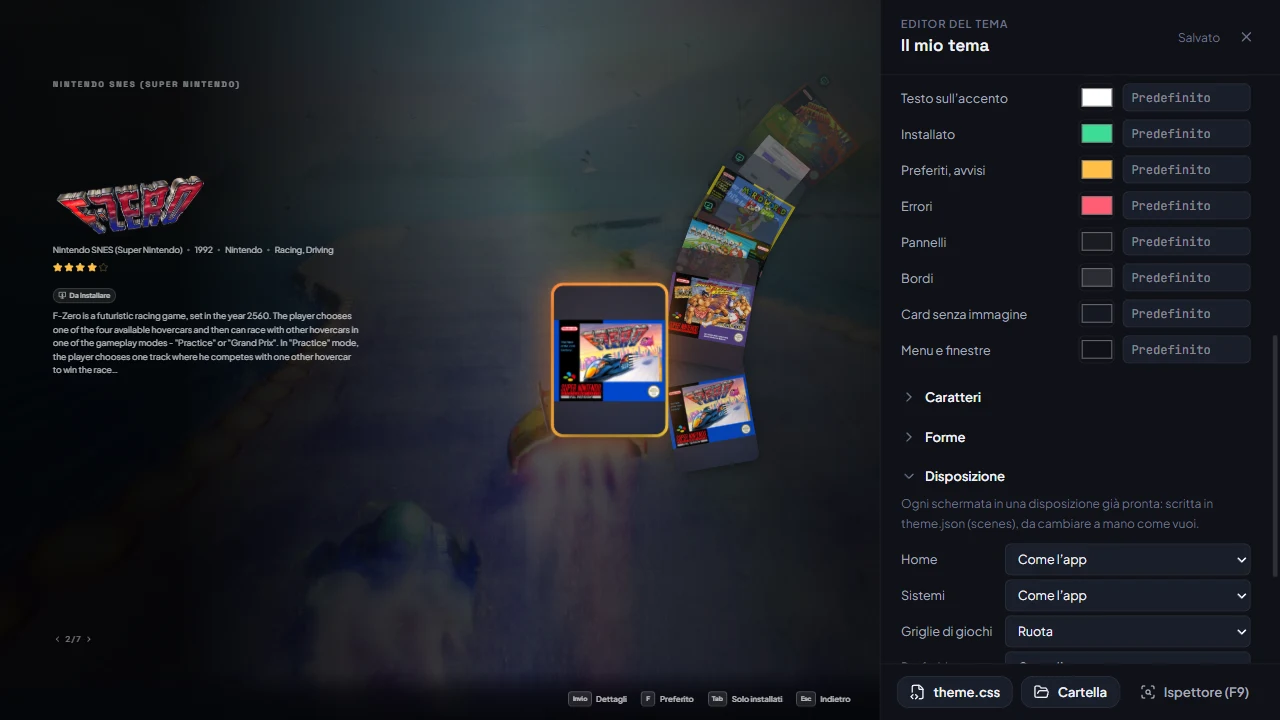 NINTENDO SNES (SUPER NINTENDO)
F-ZERO
Nintendo SNES (Super Nintendo) • 1992 • Nintendo • Racing, Driving
Da installare
F-Zero is a futuristic racing game, set in the year 2560. The player chooses
one of the four available hovercars and then can race with other hovercars in
one of the gameplay modes - "Practice" or "Grand Prix". In "Practice" mode,
the player chooses one track where he competes with one other hovercar
to win the race...
F-ZERO
SUPER NINTENDO
‹ 2/7 ›
Invio Dettagli F Preferito Tab Solo installati Esc Indietro
EDITOR DEL TEMA
Il mio tema
Salvato
Testo sull'accento Predefinito
Installato Predefinito
Preferiti, avvisi Predefinito
Errori Predefinito
Pannelli Predefinito
Bordi Predefinito
Card senza immagine Predefinito
Menu e finestre Predefinito
Caratteri
Forme
Disposizione
Ogni schermata in una disposizione già pronta: scritta in
theme.json (scenes), da cambiare a mano come vuoi.
Home Come l'app
Sistemi Come l'app
Griglie di giochi Ruota
theme.css Cartella Ispettore (F9)